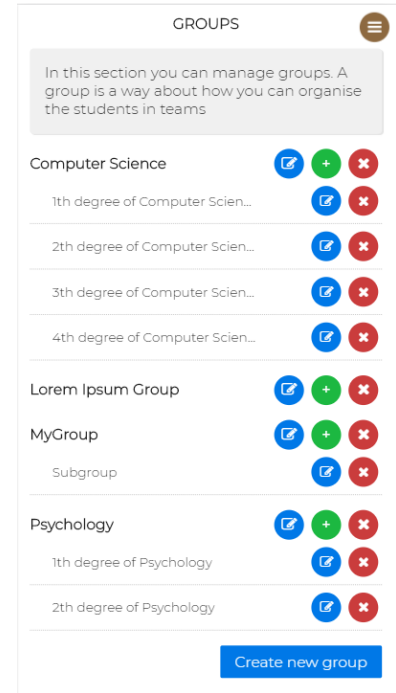 GROUPS
In this section you can manage groups. A
group is a way about how you can organise
the students in teams
Computer Science
1th degree of Computer Scien...
2th degree of Computer Scien...
3th degree of Computer Scien...
4th degree of Computer Scien...
Lorem Ipsum Group
MyGroup
Subgroup
Psychology
1th degree of Psychology
2th degree of Psychology
Create new group